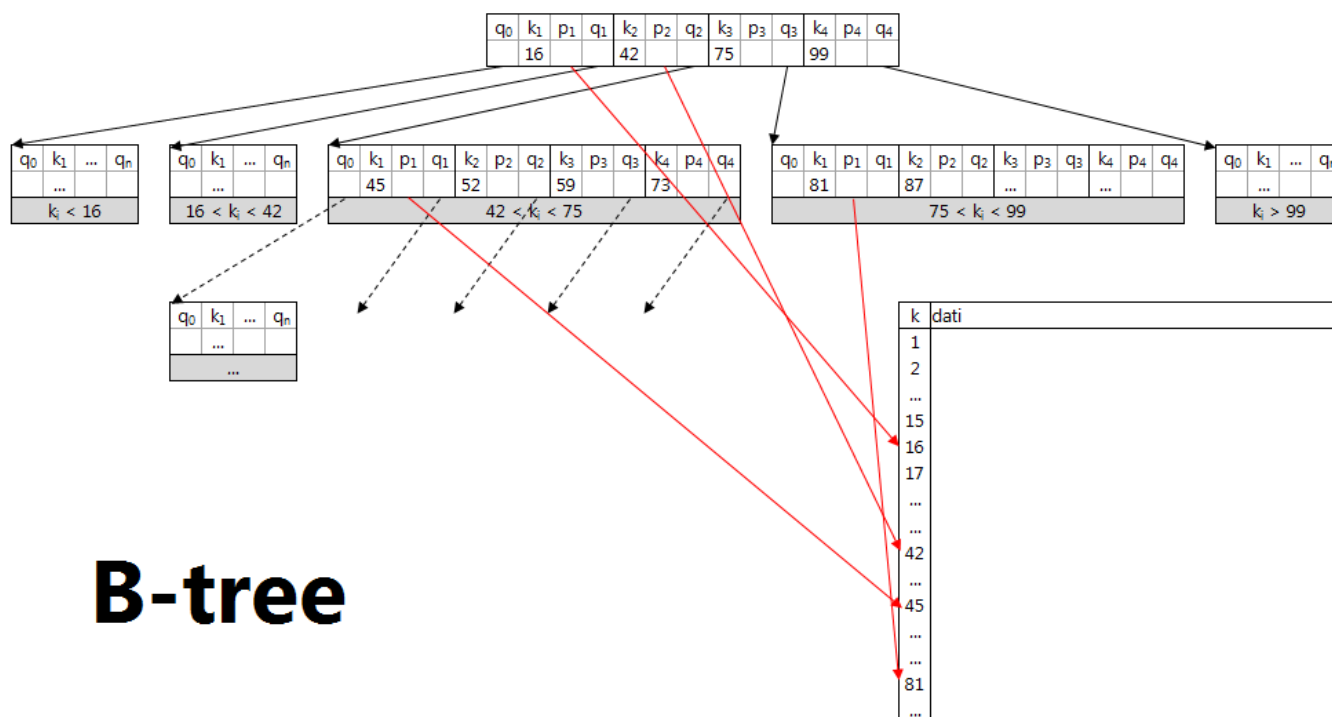 q₀ k₁ p₁ q₁ k₂ p₂ q₂ k₃ p₃ q₃ k₄ p₄ q₄
16 42 75 99
q₀ k₁ ... qₙ
...
kᵢ < 16
q₀ k₁ ... qₙ
...
16 < kᵢ < 42
q₀ k₁ p₁ q₁ k₂ p₂ q₂ k₃ p₃ q₃ k₄ p₄ q₄
45 52 59 73
42 < kᵢ < 75
q₀ k₁ p₁ q₁ k₂ p₂ q₂ k₃ p₃ q₃ k₄ p₄ q₄
81 87 ... ...
75 < kᵢ < 99
q₀ k₁ ... qₙ
...
kᵢ > 99
q₀ k₁ ... qₙ
...
...
k dati
1
2
...
15
16
17
...
...
42
...
45
...
...
81
...
B-tree